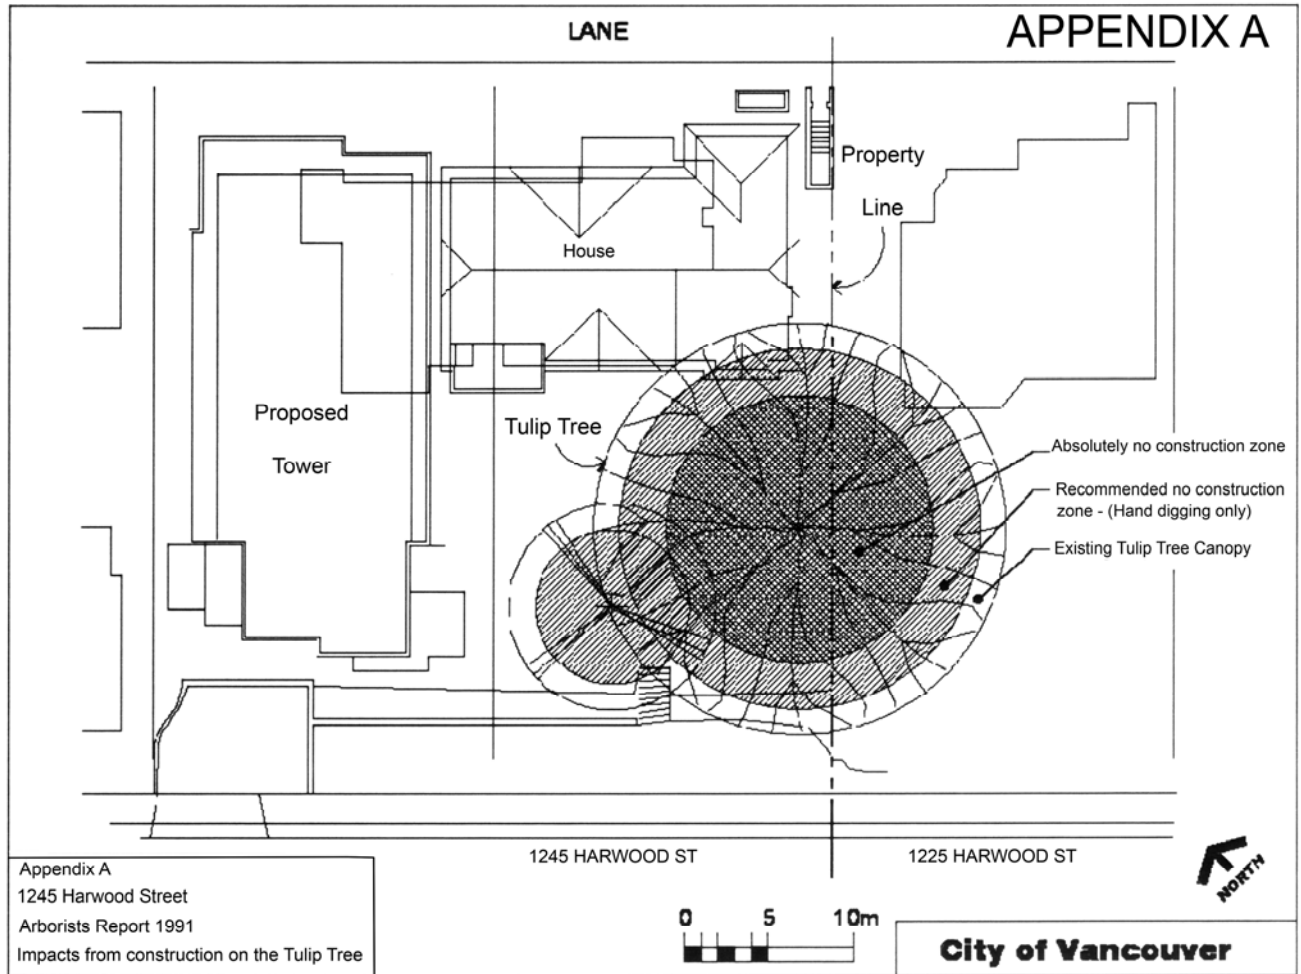 LANE
APPENDIX A
Property
Line
House
Proposed
Tower
Tulip Tree
Absolutely no construction zone
Recommended no construction
zone - (Hand digging only)
Existing Tulip Tree Canopy
1245 HARWOOD ST
1225 HARWOOD ST
NORTH
Appendix A
1245 Harwood Street
Arborists Report 1991
Impacts from construction on the Tulip Tree
0 5 10m
City of Vancouver